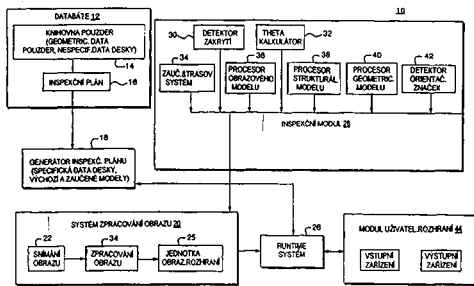 DATABÁZE 12
KNIHOVNA POUZDER
(GEOMETRIC. DATA
POUZDER, NESPECIF. DATA DESKY)
14
INSPEKČNÍ PLÁN
16
18
GENERÁTOR INSPEKČ. PLÁNU
(SPECIFICKÁ DATA DESKY,
VÝCHOZÍ A ZAUČENÉ MODELY)
10
30
DETEKTOR
ZAKRYTÍ
THETA
KALKULÁTOR
32
34
ZAUČ. & TRASOV
SYSTÉM
36
PROCESOR
OBRAZOVÉHO
MODELU
38
PROCESOR
STRUKTURÁL.
MODELU
40
PROCESOR
GEOMETRIC.
MODELU
42
DETEKTOR
ORIENTAČ.
ZNAČEK
INSPEKČNÍ MODUL 28
SYSTÉM ZPRACOVÁNÍ OBRAZU 20
22
SNÍMÁNÍ
OBRAZU
34
ZPRACOVÁNÍ
OBRAZU
25
JEDNOTKA
OBRAZ. ROZHRANÍ
26
RUNTIME
SYSTÉM
MODUL UŽIVATEL. ROZHRANÍ 44
VSTUPNÍ
ZAŘÍZENÍ
VÝSTUPNÍ
ZAŘÍZENÍ